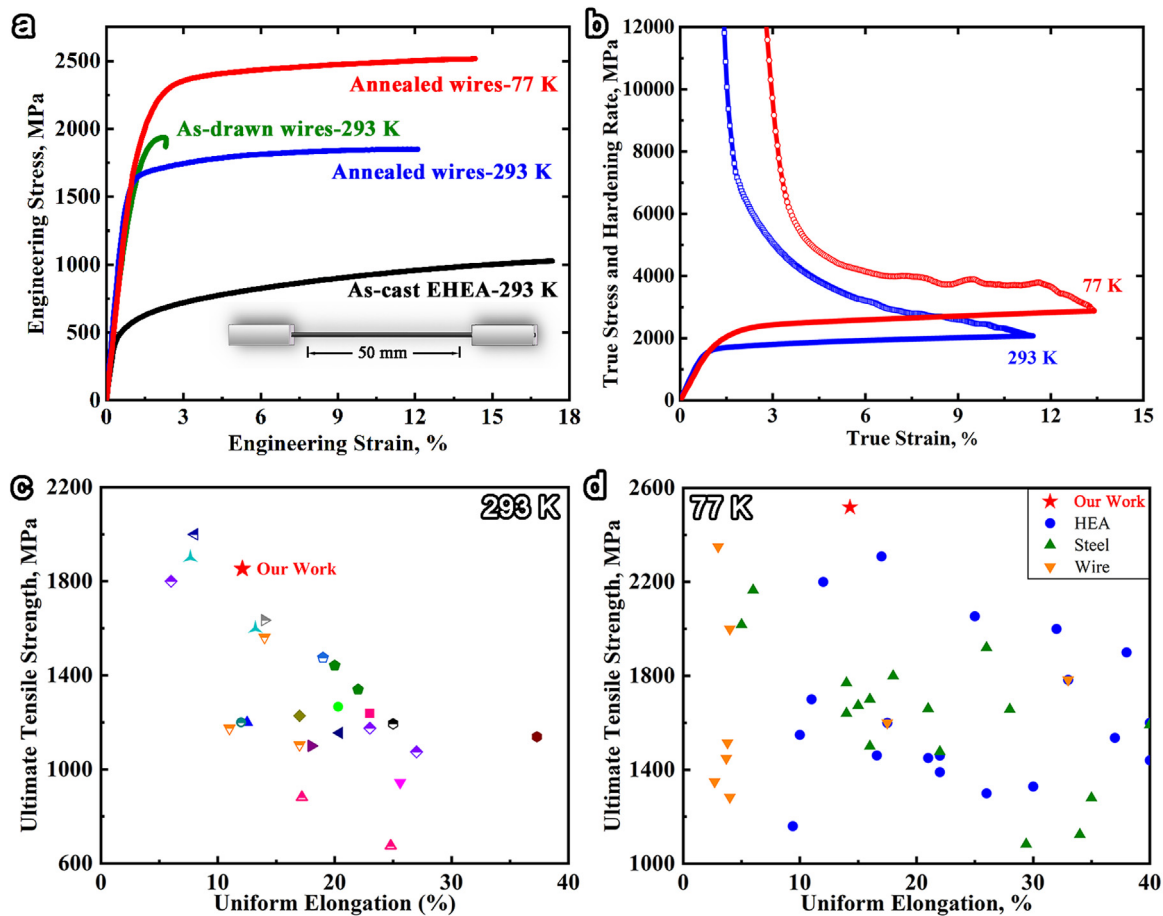 a
Engineering Stress, MPa
2500
2000
1500
1000
500
0
Annealed wires-77 K
As-drawn wires-293 K
Annealed wires-293 K
As-cast EHEA-293 K
50 mm
0 3 6 9 12 15 18
Engineering Strain, %
b
True Stress and Hardening Rate, MPa
12000
10000
8000
6000
4000
2000
0
77 K
293 K
0 3 6 9 12 15
True Strain, %
c
293 K
Ultimate Tensile Strength, MPa
2200
1800
1400
1000
600
Our Work
0 10 20 30 40
Uniform Elongation (%)
d
77 K
Ultimate Tensile Strength, MPa
2600
2200
1800
1400
1000
Our Work
HEA
Steel
Wire
0 10 20 30 40
Uniform Elongation, %